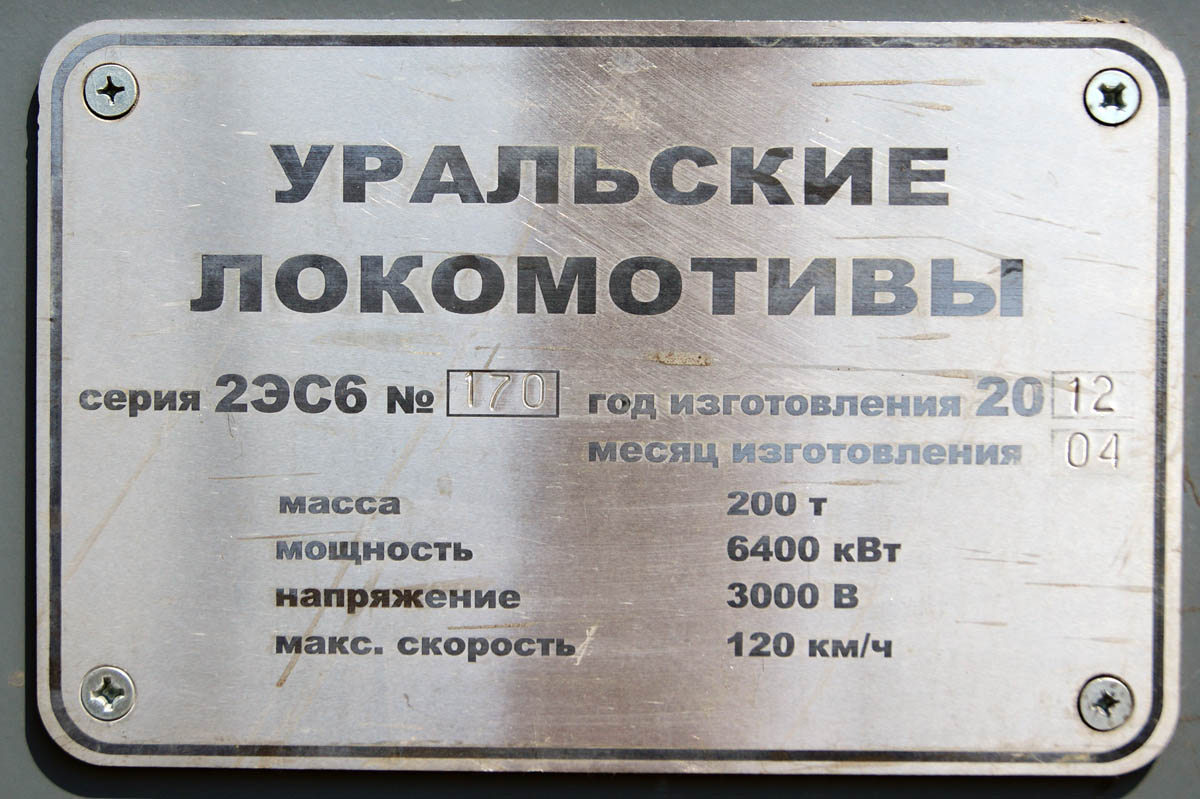 УРАЛЬСКИЕ
ЛОКОМОТИВЫ
серия 2ЭС6 № 170 год изготовления 2012
месяц изготовления 04
масса 200 т
мощность 6400 кВт
напряжение 3000 В
макс. скорость 120 км/ч